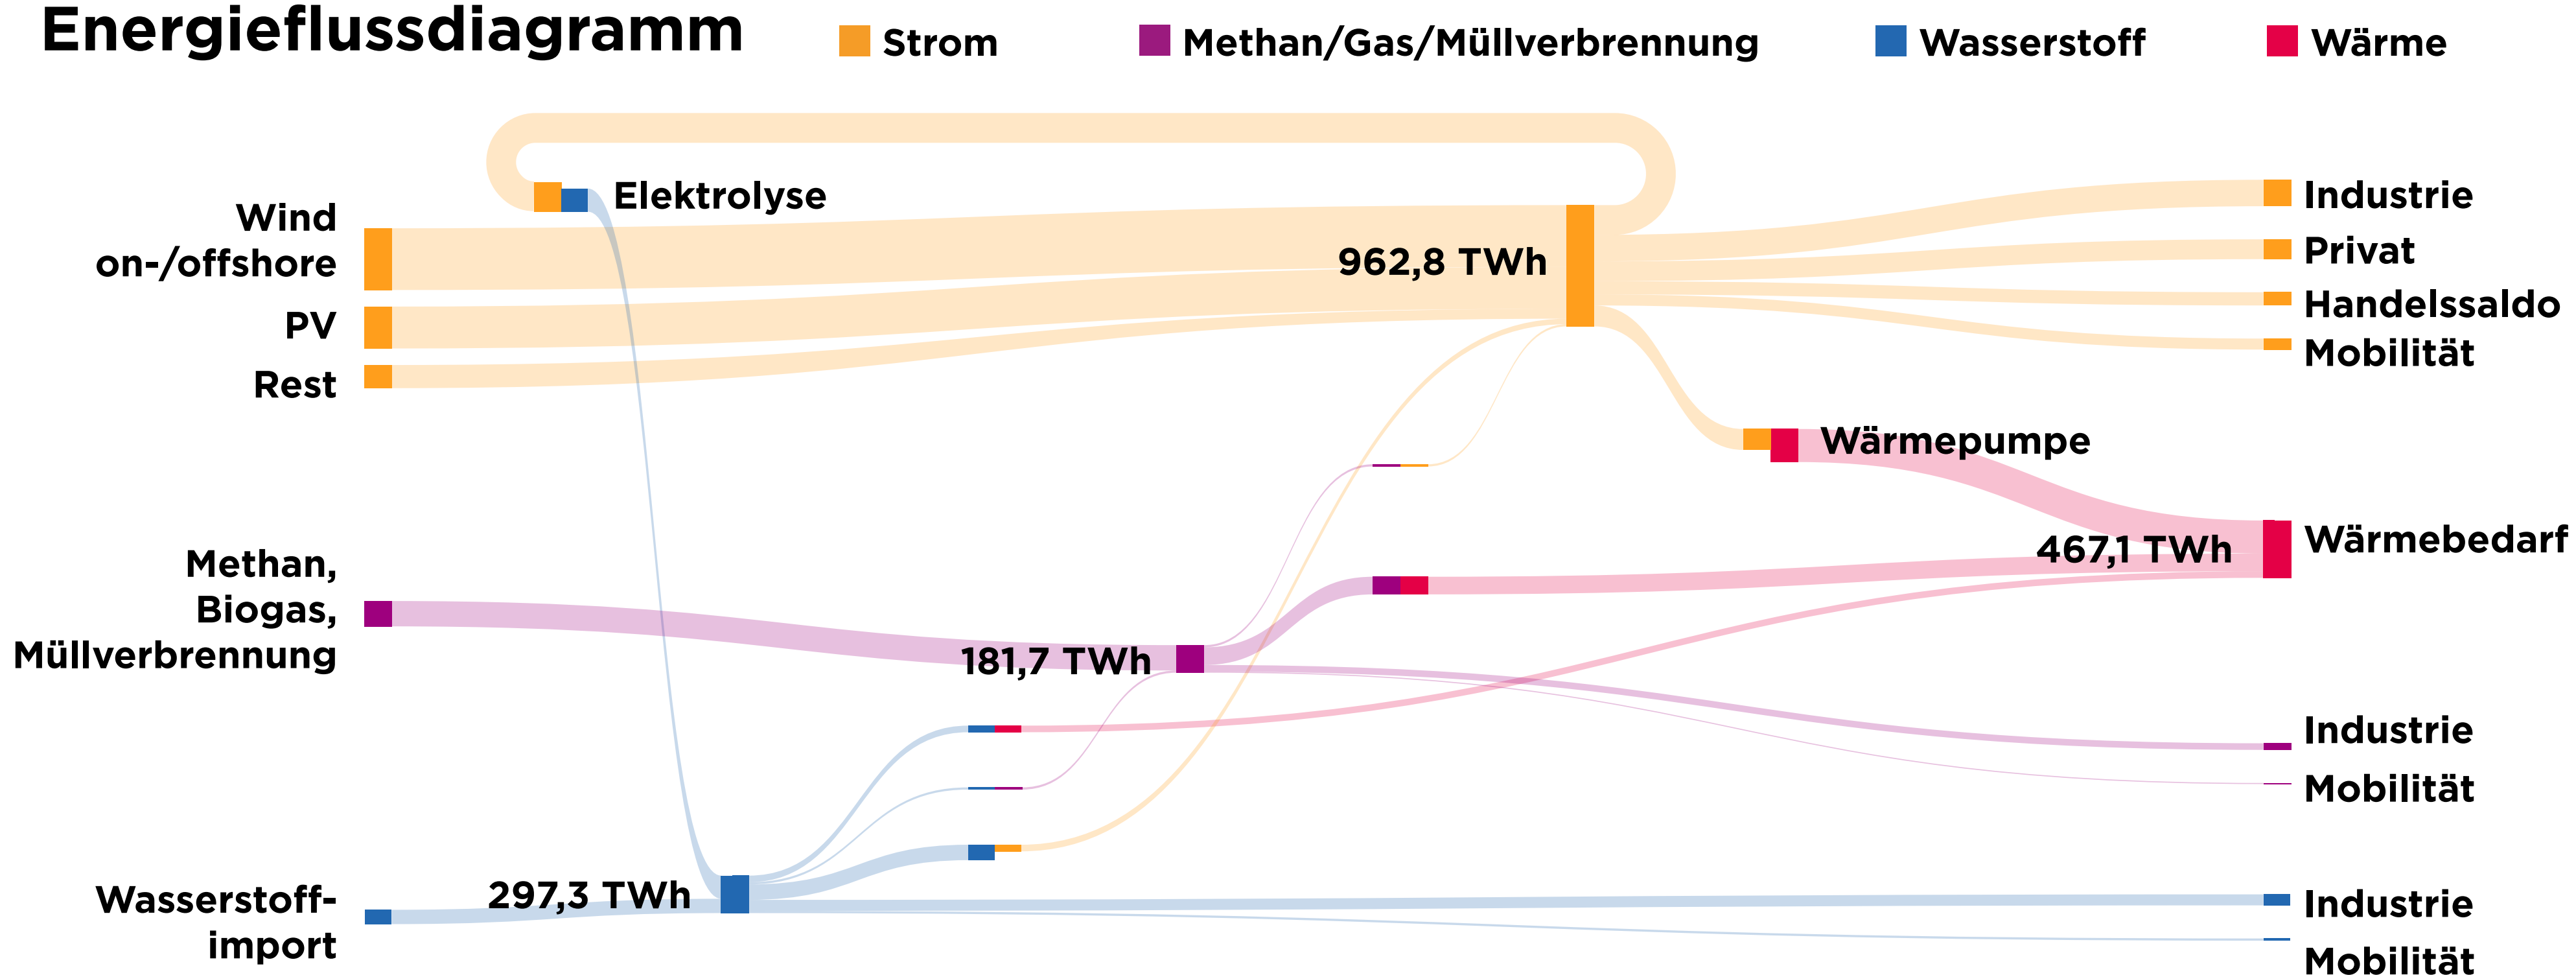 Energieflussdiagramm
Strom
Methan/Gas/Müllverbrennung
Wasserstoff
Wärme
Elektrolyse
Wind
on-/offshore
PV
Rest
962,8 TWh
Industrie
Privat
Handelssaldo
Mobilität
Wärmepumpe
467,1 TWh
Wärmebedarf
Methan,
Biogas,
Müllverbrennung
181,7 TWh
Industrie
Mobilität
Wasserstoff-
import
297,3 TWh
Industrie
Mobilität